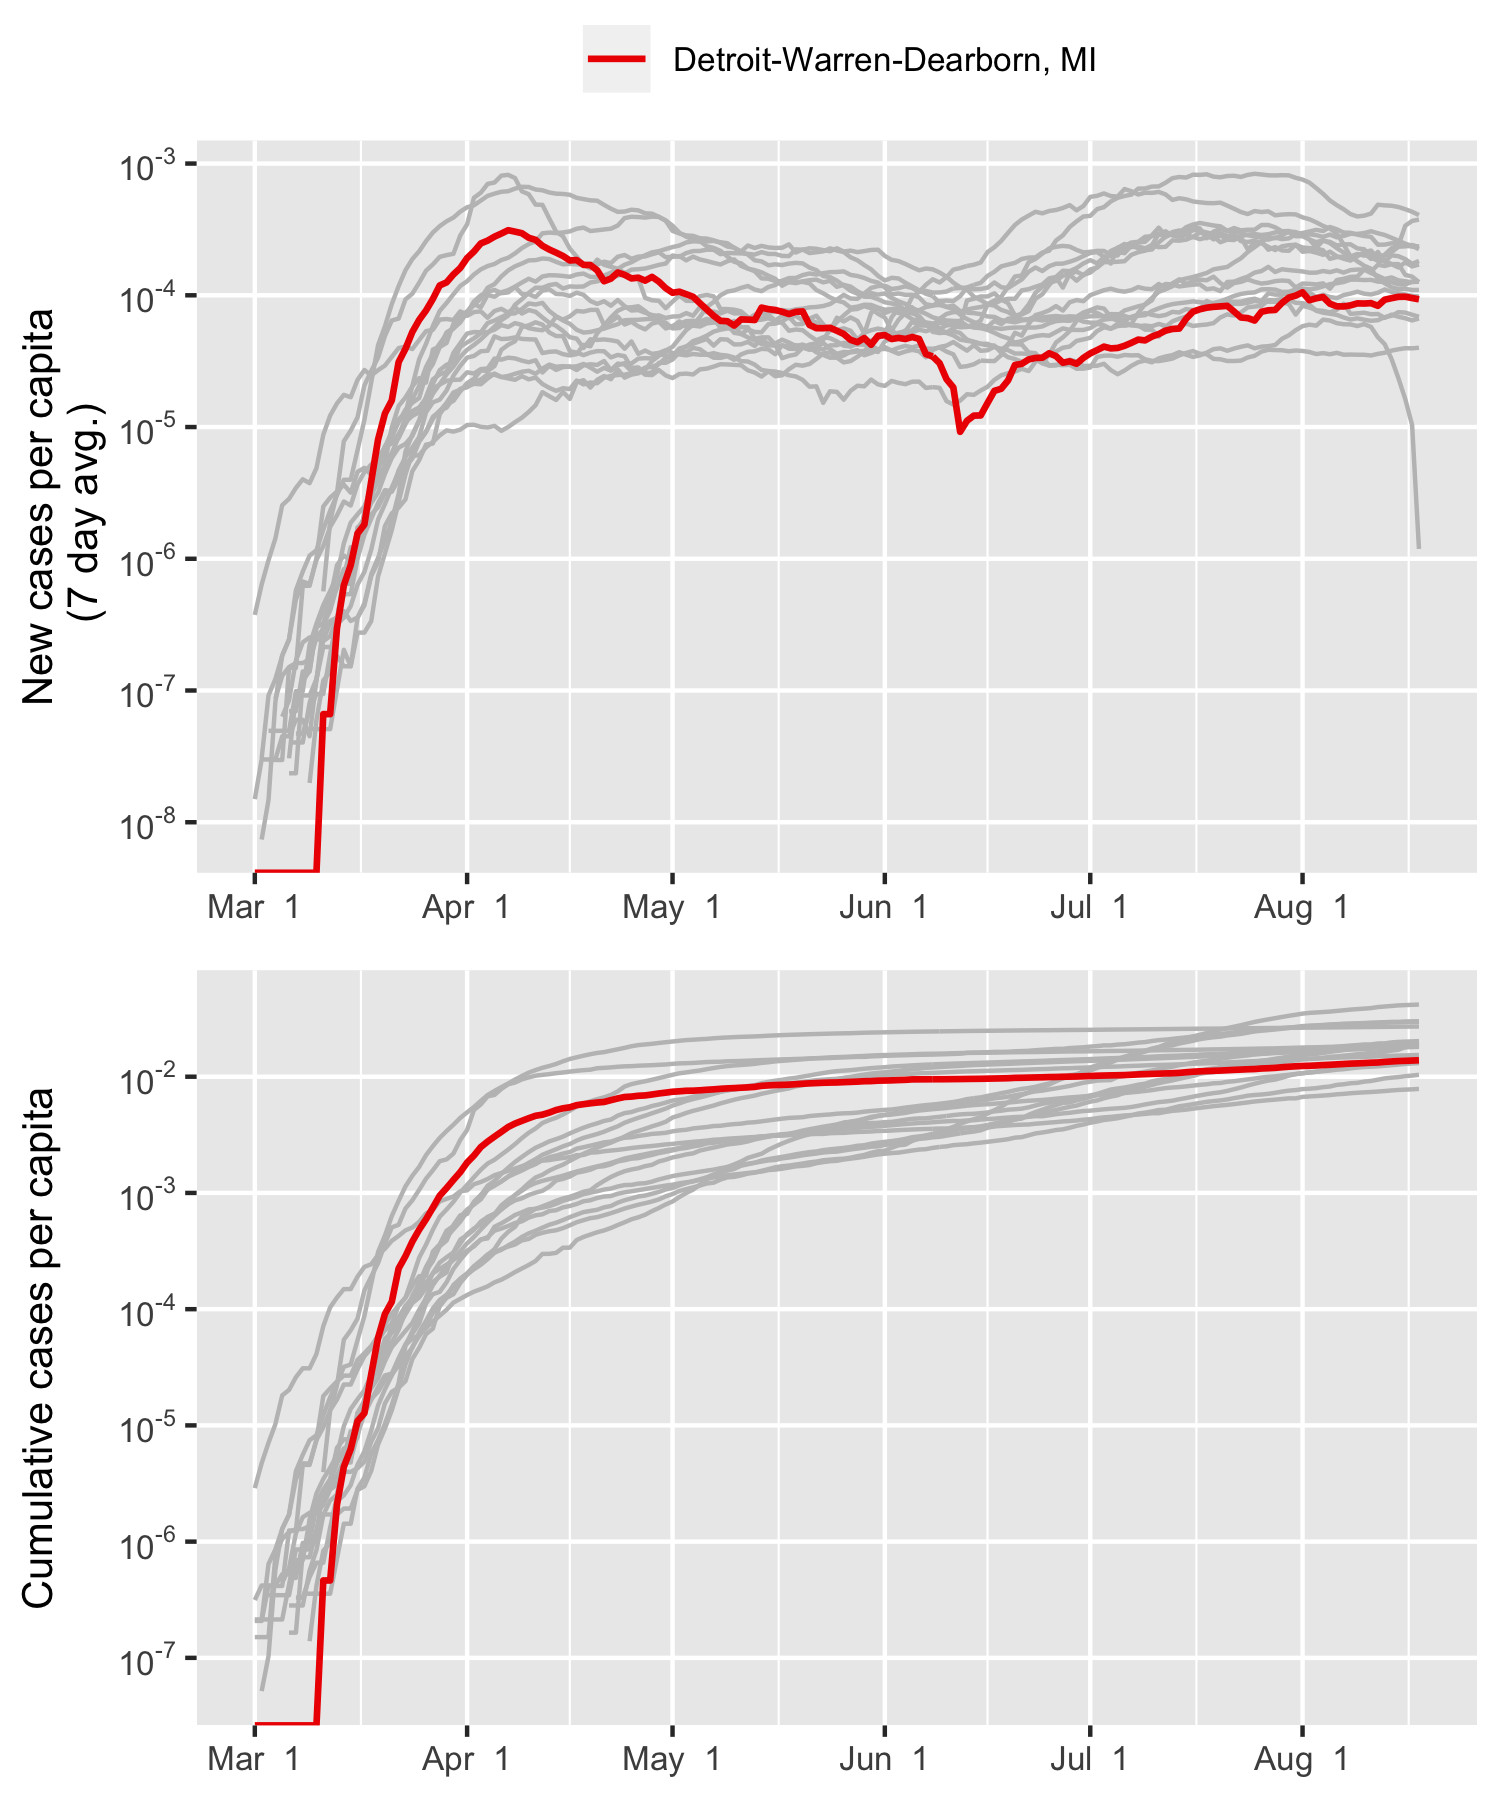 Detroit-Warren-Dearborn, MI
New cases per capita
(7 day avg.)
10-3
10-4
10-5
10-6
10-7
10-8
Mar 1 Apr 1 May 1 Jun 1 Jul 1 Aug 1
Cumulative cases per capita
10-2
10-3
10-4
10-5
10-6
10-7
Mar 1 Apr 1 May 1 Jun 1 Jul 1 Aug 1